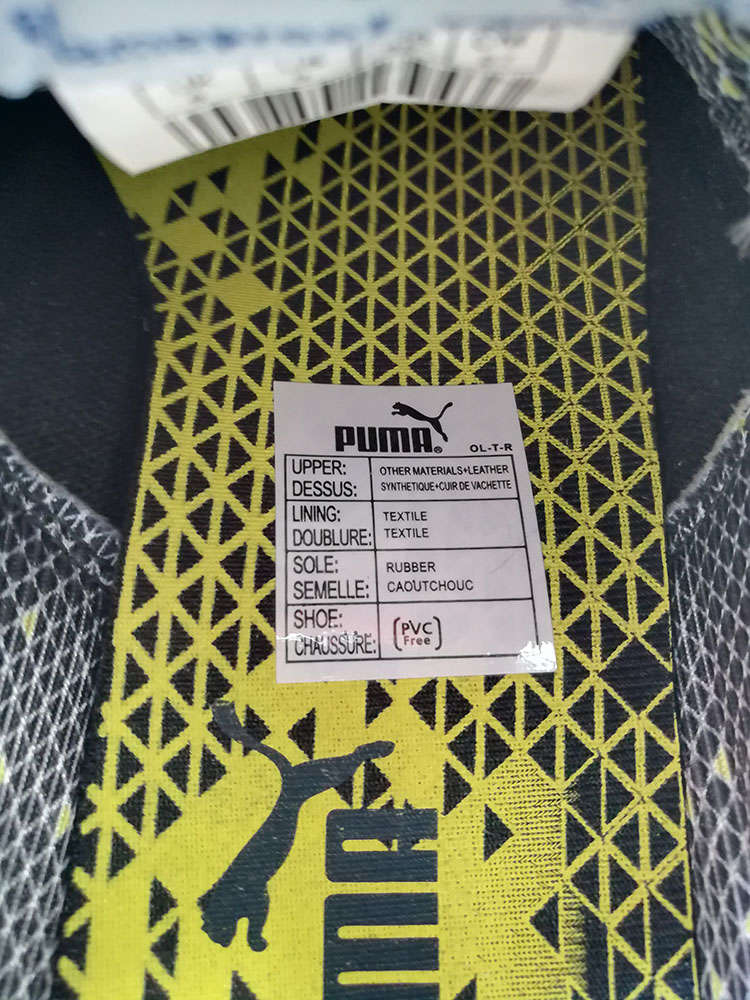 PUMA®
OL-T-R
UPPER: OTHER MATERIALS+LEATHER
DESSUS: SYNTHETIQUE+CUIR DE VACHETTE
LINING: TEXTILE
DOUBLURE: TEXTILE
SOLE: RUBBER
SEMELLE: CAOUTCHOUC
SHOE: PVC
CHAUSSURE: Free